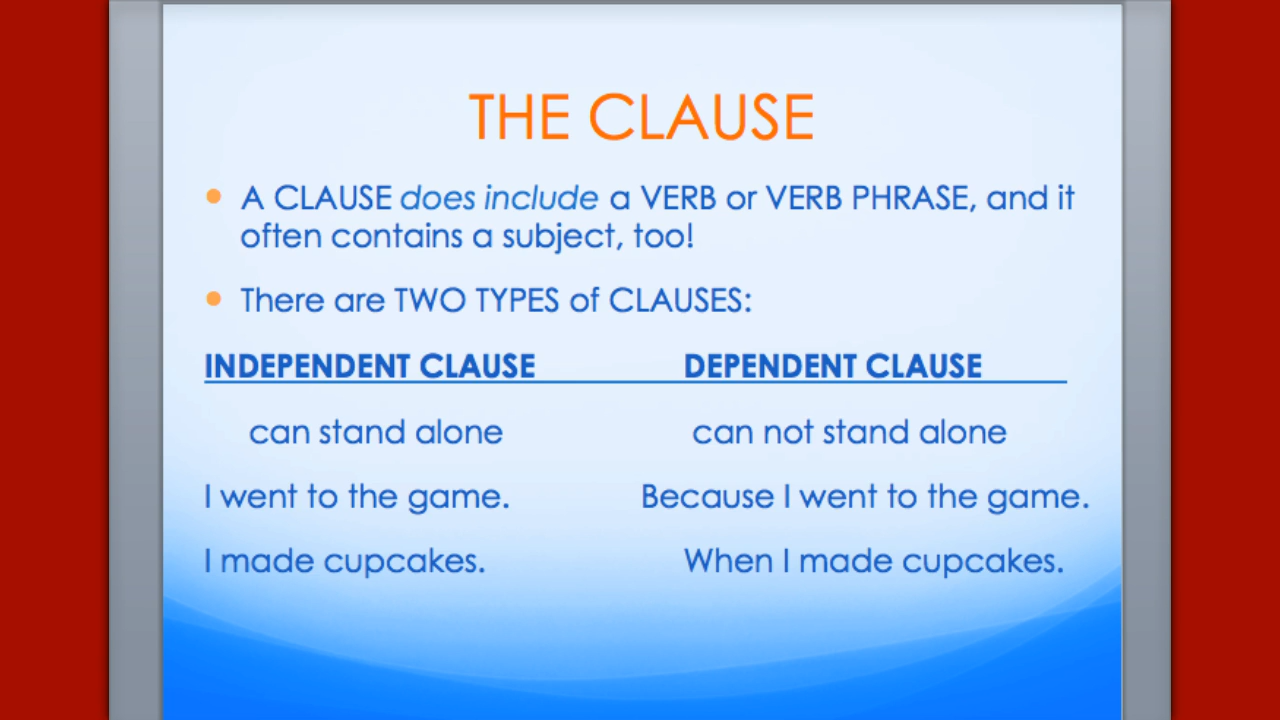 THE CLAUSE
A CLAUSE does include a VERB or VERB PHRASE, and it
often contains a subject, too!
There are TWO TYPES of CLAUSES:
INDEPENDENT CLAUSE DEPENDENT CLAUSE
can stand alone can not stand alone
I went to the game. Because I went to the game.
I made cupcakes. When I made cupcakes.